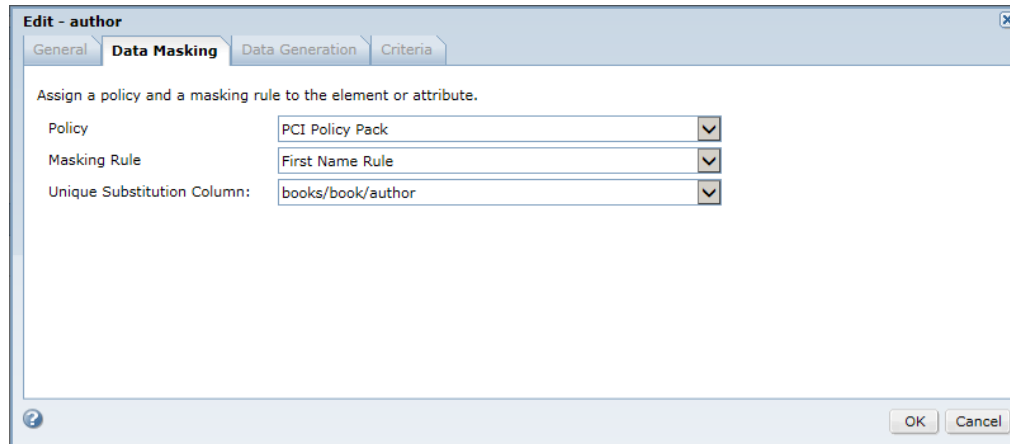 Edit - author
General Data Masking Data Generation Criteria
Assign a policy and a masking rule to the element or attribute.
Policy PCI Policy Pack
Masking Rule First Name Rule
Unique Substitution Column: books/book/author
? OK Cancel